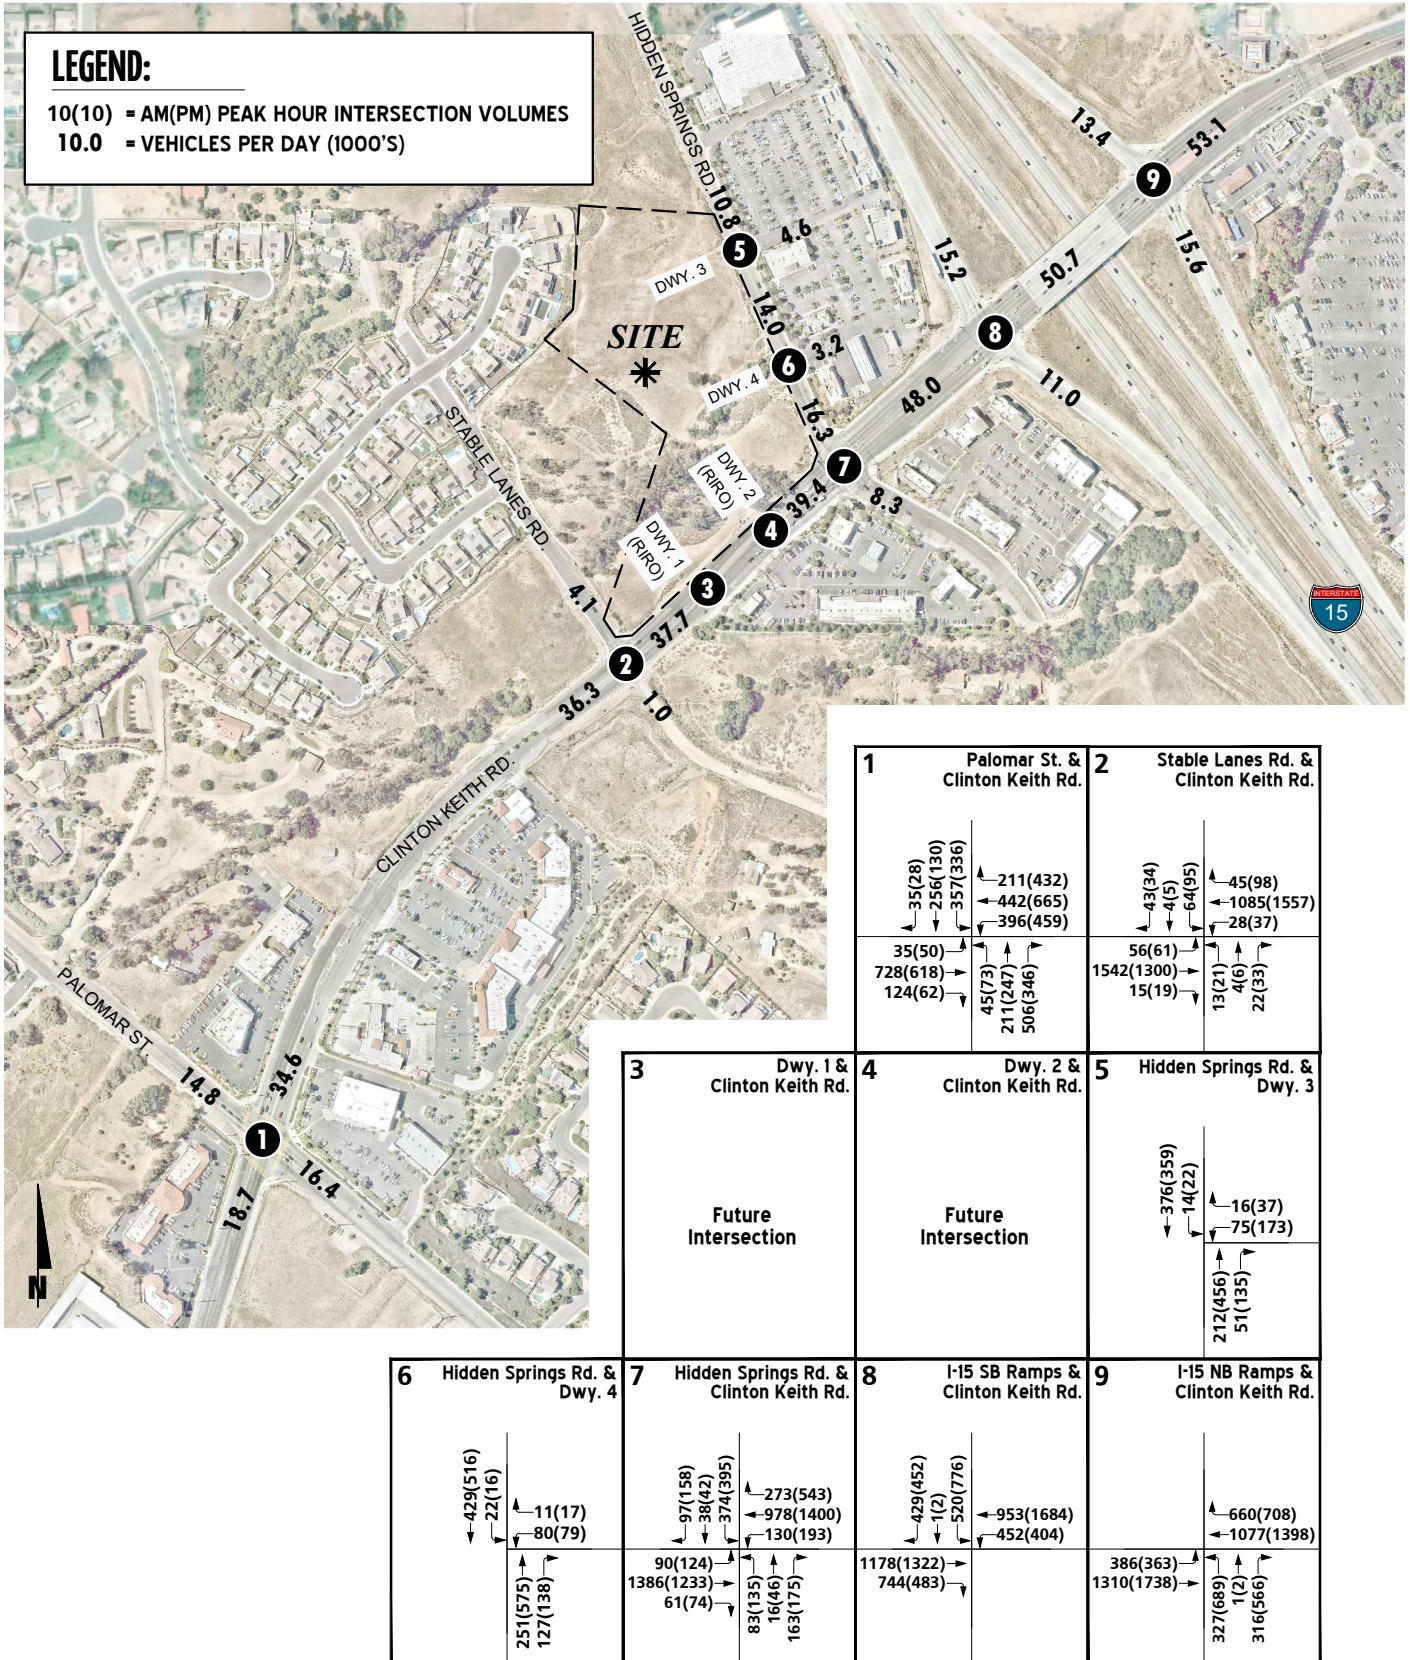 LEGEND:
10(10) = AM(PM) PEAK HOUR INTERSECTION VOLUMES
10.0 = VEHICLES PER DAY (1000'S)
HIDDEN SPRINGS RD.
13.4
53.1
9
10.8
5
4.6
DWY. 3
15.2
50.7
15.6
14.0
SITE
8
6
3.2
DWY. 4
11.0
48.0
16.3
STABLE LANES RD.
7
DWY. 2
(RIRO)
39.4
8.3
4
DWY. 1
(RIRO)
3
4.1
37.7
INTERSTATE
15
2
36.3
1.0
CLINTON KEITH RD.
PALOMAR ST.
14.8
34.6
1
16.4
18.7
N
1
Palomar St. &
Clinton Keith Rd.
35(28)
256(130)
357(336)
211(432)
442(665)
396(459)
35(50)
728(618)
124(62)
45(73)
211(247)
506(346)
2
Stable Lanes Rd. &
Clinton Keith Rd.
43(34)
4(5)
64(95)
45(98)
1085(1557)
28(37)
56(61)
1542(1300)
15(19)
13(21)
4(6)
22(33)
3
Dwy. 1 &
Clinton Keith Rd.
Future
Intersection
4
Dwy. 2 &
Clinton Keith Rd.
Future
Intersection
5
Hidden Springs Rd. &
Dwy. 3
376(359)
14(22)
16(37)
75(173)
212(456)
51(135)
6
Hidden Springs Rd. &
Dwy. 4
429(516)
22(16)
11(17)
80(79)
251(575)
127(138)
7
Hidden Springs Rd. &
Clinton Keith Rd.
97(158)
38(42)
374(395)
273(543)
978(1400)
130(193)
90(124)
1386(1233)
61(74)
83(135)
16(46)
163(175)
8
I-15 SB Ramps &
Clinton Keith Rd.
429(452)
1(2)
520(776)
953(1684)
452(404)
1178(1322)
744(483)
9
I-15 NB Ramps &
Clinton Keith Rd.
660(708)
1077(1398)
386(363)
1310(1738)
327(689)
1(2)
316(566)